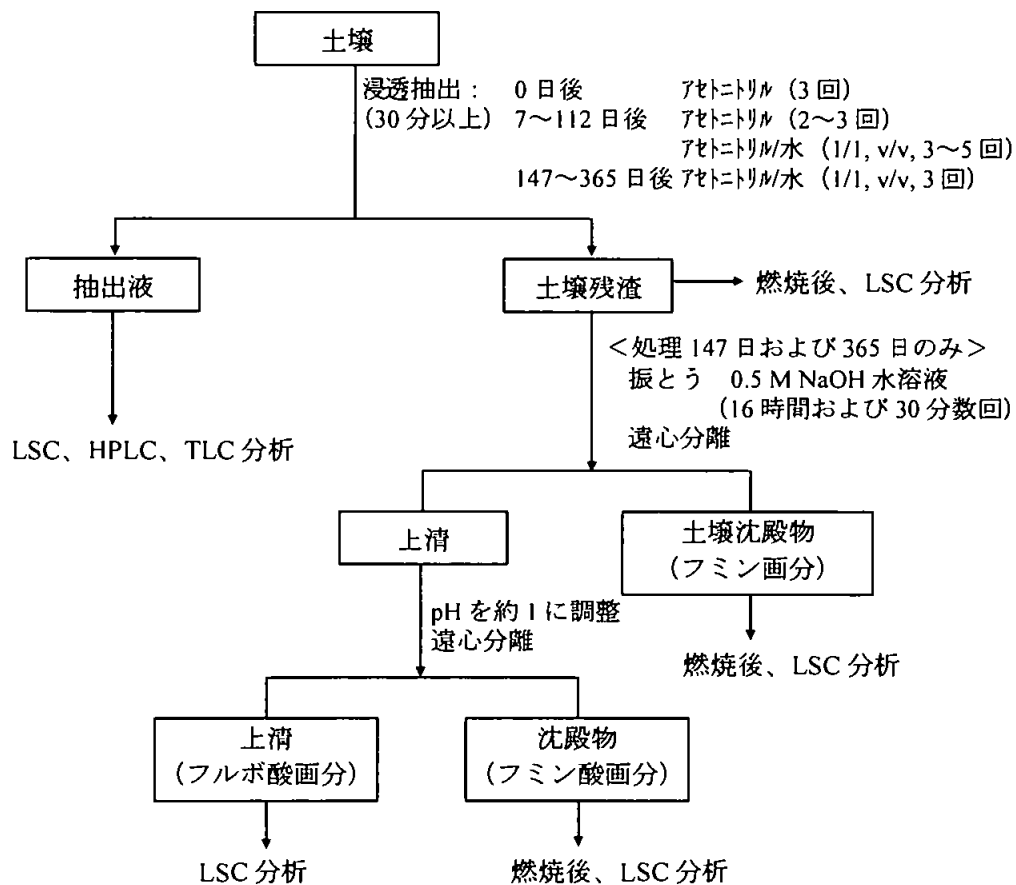 土壌
浸透抽出： 0日後 アセトニトリル（3回）
(30分以上) 7～112日後 アセトニトリル（2～3回）
アセトニトリル/水（1/1, v/v, 3～5回）
147～365日後 アセトニトリル/水（1/1, v/v, 3回）
抽出液
土壌残渣
燃焼後、LSC分析
＜処理147日および365日のみ＞
振とう 0.5 M NaOH水溶液
(16時間および30分数回)
遠心分離
LSC、HPLC、TLC分析
上清
土壌沈殿物
（フミン画分）
pHを約1に調整
遠心分離
燃焼後、LSC分析
上清
（フルボ酸画分）
沈殿物
（フミン酸画分）
LSC分析
燃焼後、LSC分析